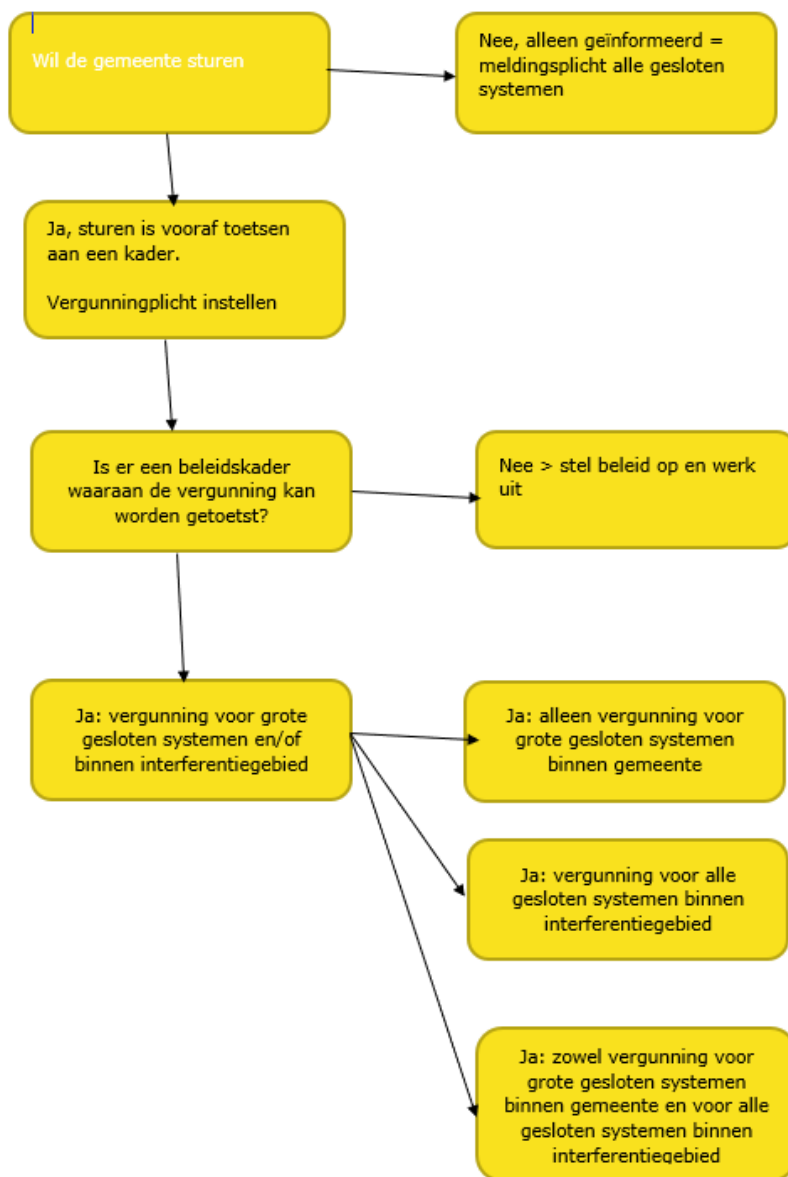 Wil de gemeente sturen
Nee, alleen geïnformeerd =
meldingsplicht alle gesloten
systemen
Ja, sturen is vooraf toetsen
aan een kader.
Vergunningplicht instellen
Is er een beleidskader
waaraan de vergunning kan
worden getoetst?
Nee > stel beleid op en werk
uit
Ja: vergunning voor grote
gesloten systemen en/of
binnen interferentiegebied
Ja: alleen vergunning voor
grote gesloten systemen
binnen gemeente
Ja: vergunning voor alle
gesloten systemen binnen
interferentiegebied
Ja: zowel vergunning voor
grote gesloten systemen
binnen gemeente en voor alle
gesloten systemen binnen
interferentiegebied